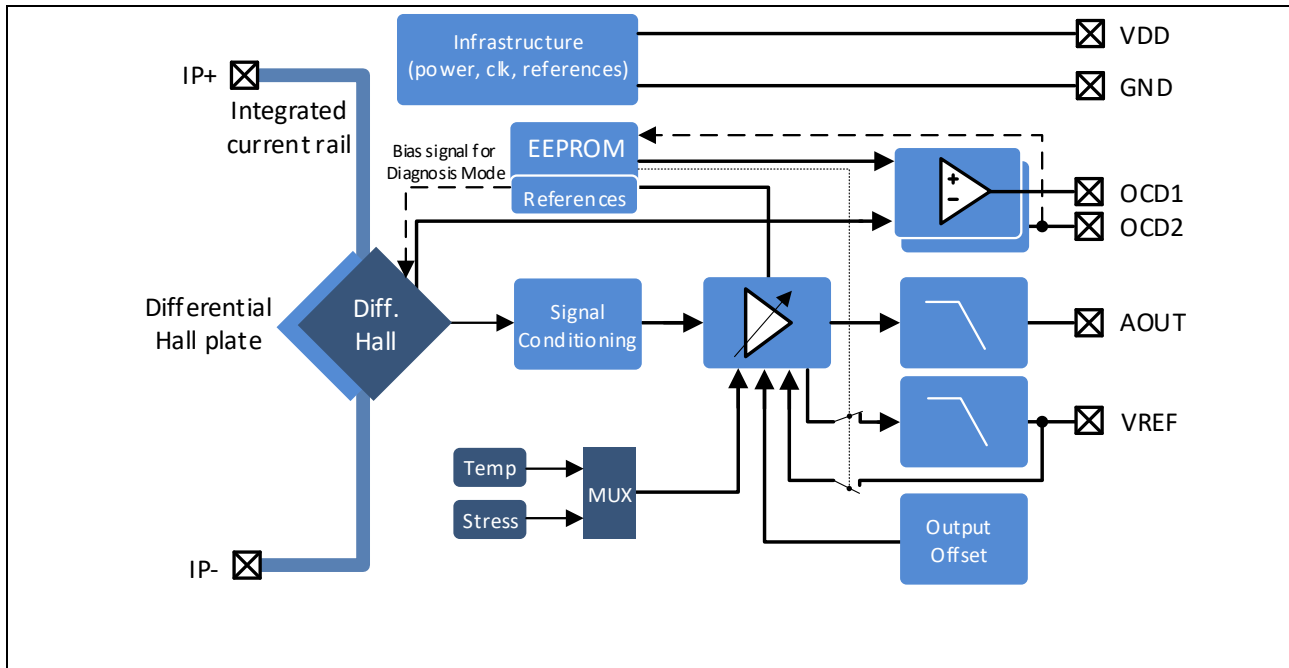 Infrastructure
(power, clk, references)
VDD
GND
IP+
Integrated
current rail
Bias signal for
Diagnosis Mode
EEPROM
References
+
-
OCD1
OCD2
Differential
Hall plate
Diff.
Hall
Signal
Conditioning
AOUT
VREF
Temp
Stress
MUX
Output
Offset
IP-